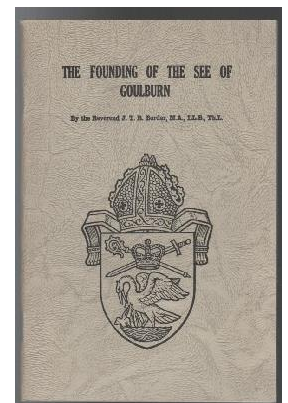 THE FOUNDING OF THE SEE OF
GOULBURN
By the Reverend J. T. R. Border, M.A., LL.B., Th.L.